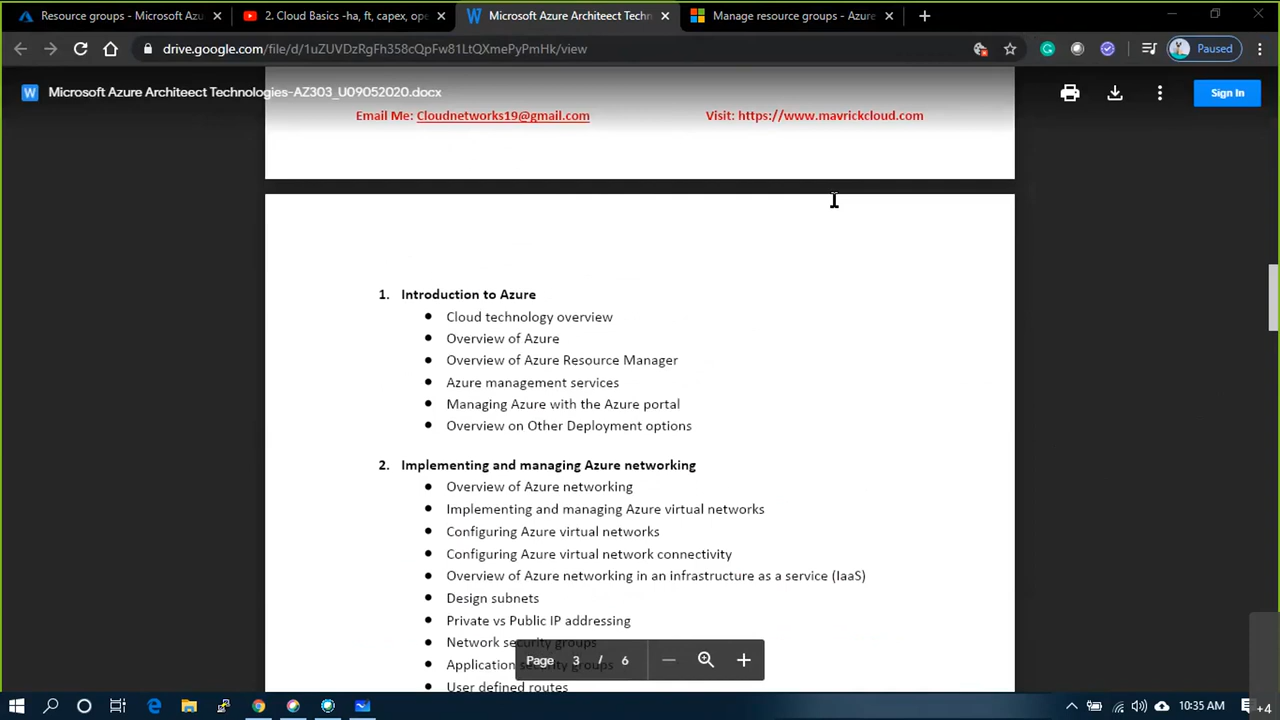 Resource groups - Microsoft Az
2. Cloud Basics -ha, ft, capex, ope
Microsoft Azure Architeect Techn
Manage resource groups - Azure
drive.google.com/file/d/1uZUVDzRgFh358cQpFw81LtQXmePyPmHk/view
Paused
W Microsoft Azure Architeect Technologies-AZ303_U09052020.docx
Sign In
Email Me: Cloudnetworks19@gmail.com Visit: https://www.mavrickcloud.com
1. Introduction to Azure
Cloud technology overview
Overview of Azure
Overview of Azure Resource Manager
Azure management services
Managing Azure with the Azure portal
Overview on Other Deployment options
2. Implementing and managing Azure networking
Overview of Azure networking
Implementing and managing Azure virtual networks
Configuring Azure virtual networks
Configuring Azure virtual network connectivity
Overview of Azure networking in an infrastructure as a service (IaaS)
Design subnets
Private vs Public IP addressing
Network security groups
Application security groups
User defined routes
Page 3 / 6
10:35 AM
+4